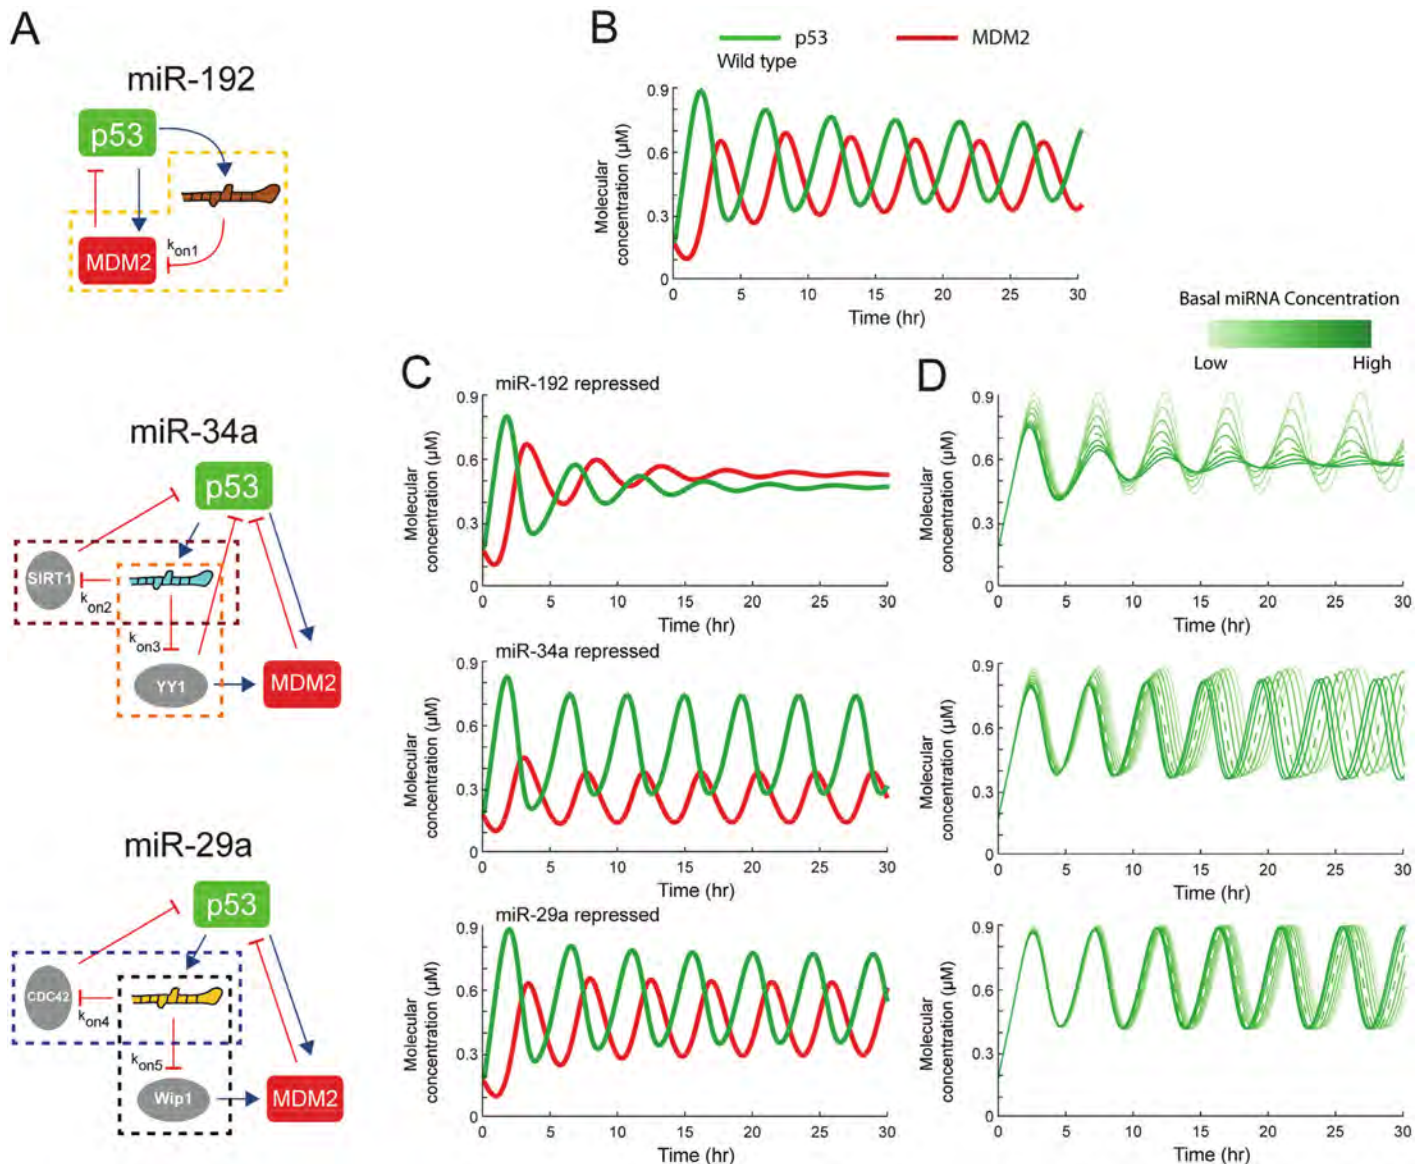 A
miR-192
p53
MDM2
kon1
miR-34a
p53
SIRT1
kon2
kon3
YY1
MDM2
miR-29a
p53
CDC42
kon4
kon5
Wip1
MDM2
B
p53
MDM2
Wild type
0.9
0.6
0.3
0
Molecular
concentration (μM)
0 5 10 15 20 25 30
Time (hr)
C
miR-192 repressed
0.9
0.6
0.3
0
Molecular
concentration (μM)
0 5 10 15 20 25 30
Time (hr)
miR-34a repressed
0.9
0.6
0.3
0
Molecular
concentration (μM)
0 5 10 15 20 25 30
Time (hr)
miR-29a repressed
0.9
0.6
0.3
0
Molecular
concentration (μM)
0 5 10 15 20 25 30
Time (hr)
Basal miRNA Concentration
Low High
D
0.9
0.6
0.3
0
Molecular
concentration (μM)
0 5 10 15 20 25 30
Time (hr)
0.9
0.6
0.3
0
Molecular
concentration (μM)
0 5 10 15 20 25 30
Time (hr)
0.9
0.6
0.3
0
Molecular
concentration (μM)
0 5 10 15 20 25 30
Time (hr)